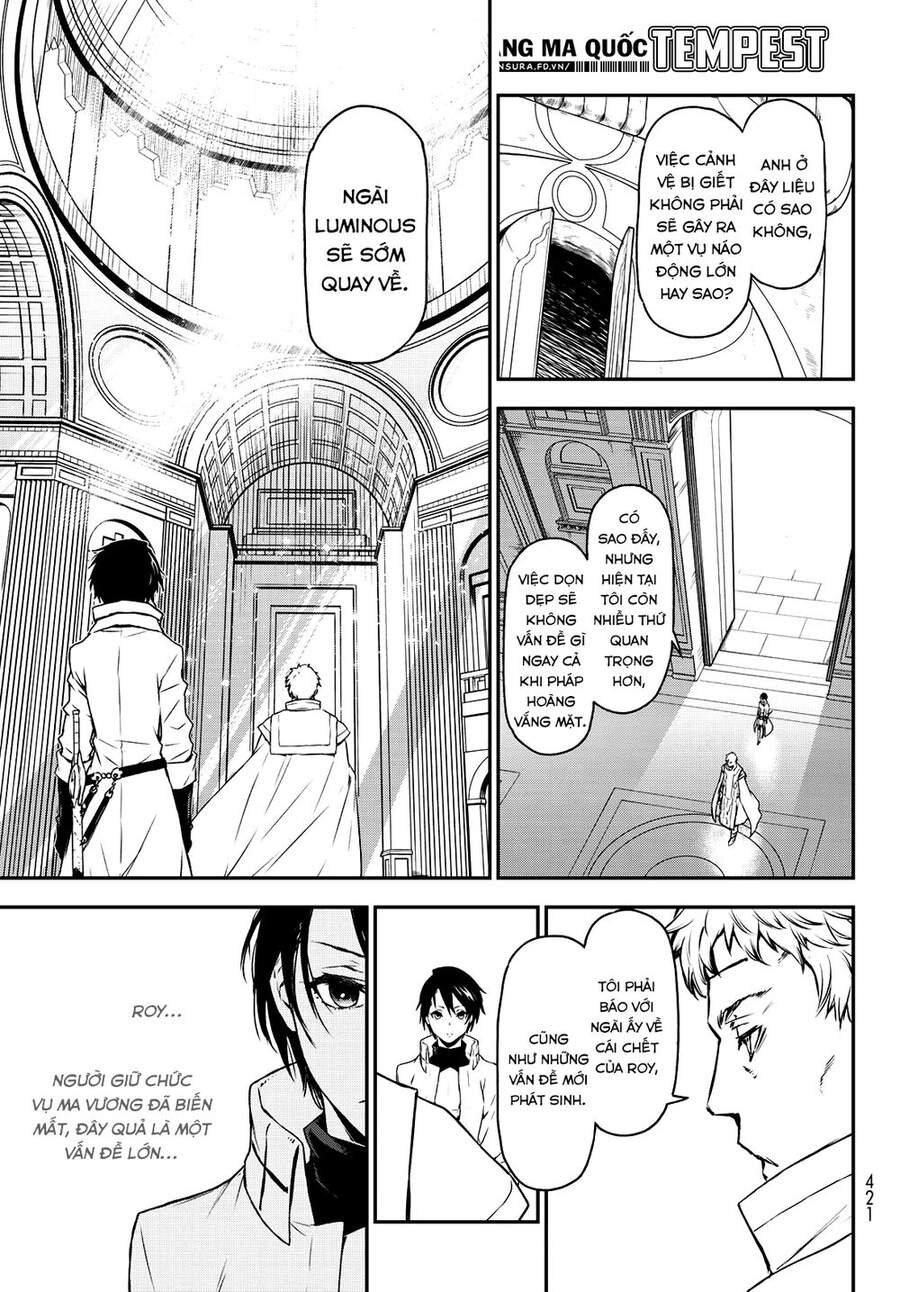 ANG MA QUỐC TEMPEST
NSURA.FD.VN/
ANH Ở
ĐÂY LIỆU
CÓ SAO
KHÔNG,
VIỆC CẢNH
VỆ BỊ GIẾT
KHÔNG PHẢI
SẼ GÂY RA
MỘT VỤ NÁO
ĐỘNG LỚN
HAY SAO?
CÓ
SAO ĐẤY,
NHƯNG
HIỆN TẠI
TÔI CÒN
NHIỀU THỨ
QUAN
TRỌNG
HƠN,
VIỆC DỌN
DẸP SẼ
KHÔNG
VẤN ĐỀ GÌ
NGAY CẢ
KHI PHÁP
HOÀNG
VẮNG MẶT.
NGÀI
LUMINOUS
SẼ SỚM
QUAY VỀ.
TÔI PHẢI
BÁO VỚI
NGÀI ẤY VỀ
CÁI CHẾT
CỦA ROY,
CŨNG
NHƯ NHỮNG
VẤN ĐỀ MỚI
PHÁT SINH.
ROY...
NGƯỜI GIỮ CHỨC
VỤ MA VƯƠNG ĐÃ BIẾN
MẤT, ĐÂY QUẢ LÀ MỘT
VẤN ĐỀ LỚN...
421